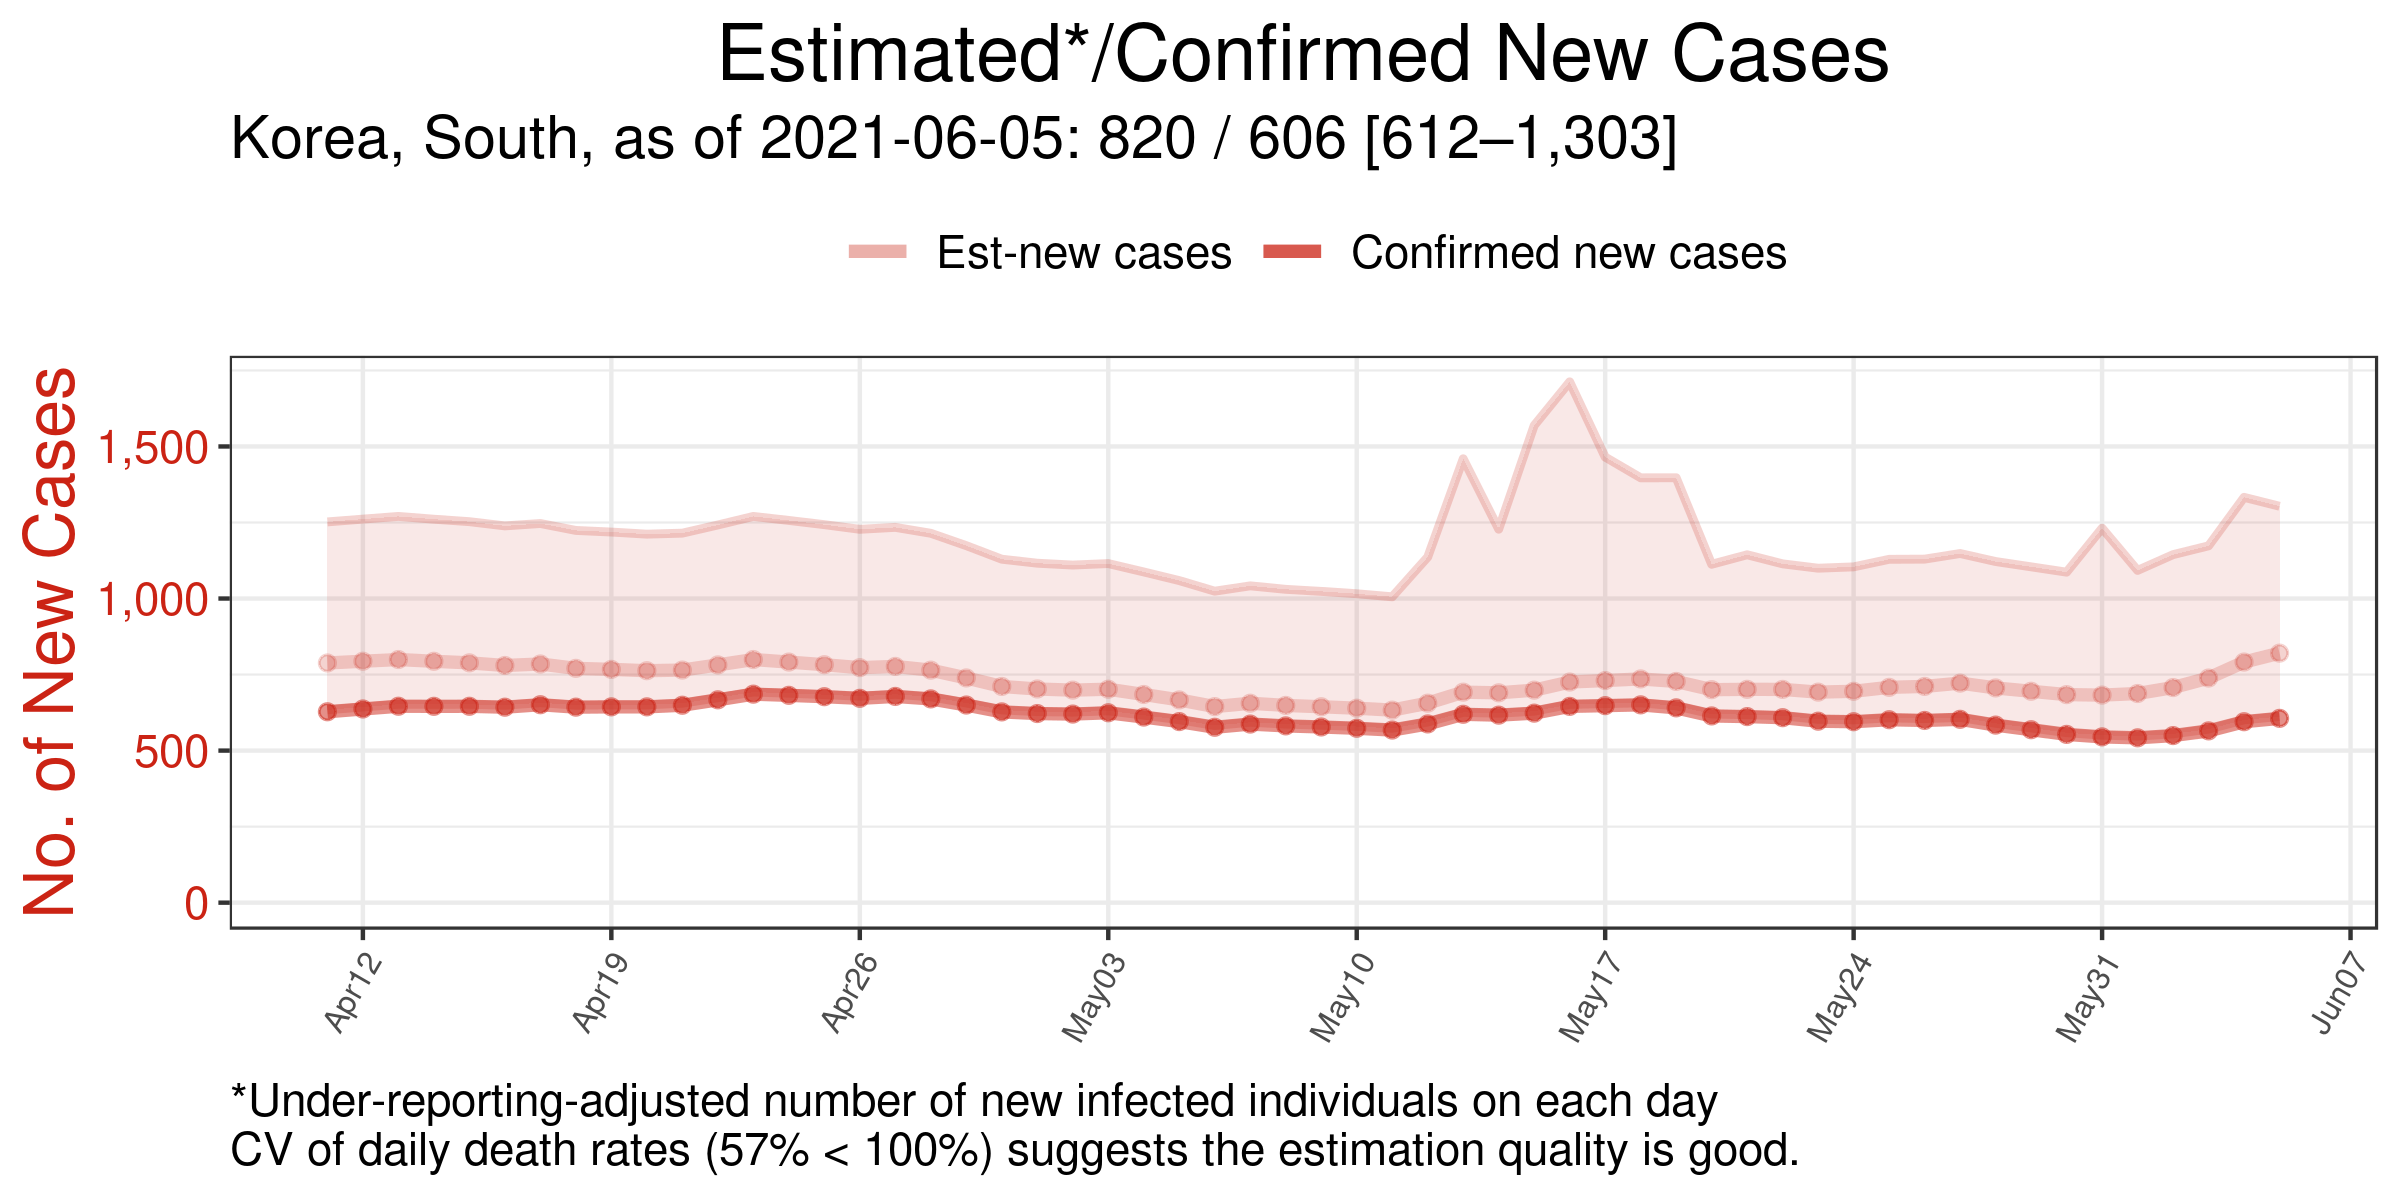 Estimated*/Confirmed New Cases
Korea, South, as of 2021-06-05: 820 / 606 [612–1,303]
Est-new cases
Confirmed new cases
No. of New Cases
1,500
1,000
500
0
Apr12
Apr19
Apr26
May03
May10
May17
May24
May31
Jun07
*Under-reporting-adjusted number of new infected individuals on each day
CV of daily death rates (57% < 100%) suggests the estimation quality is good.